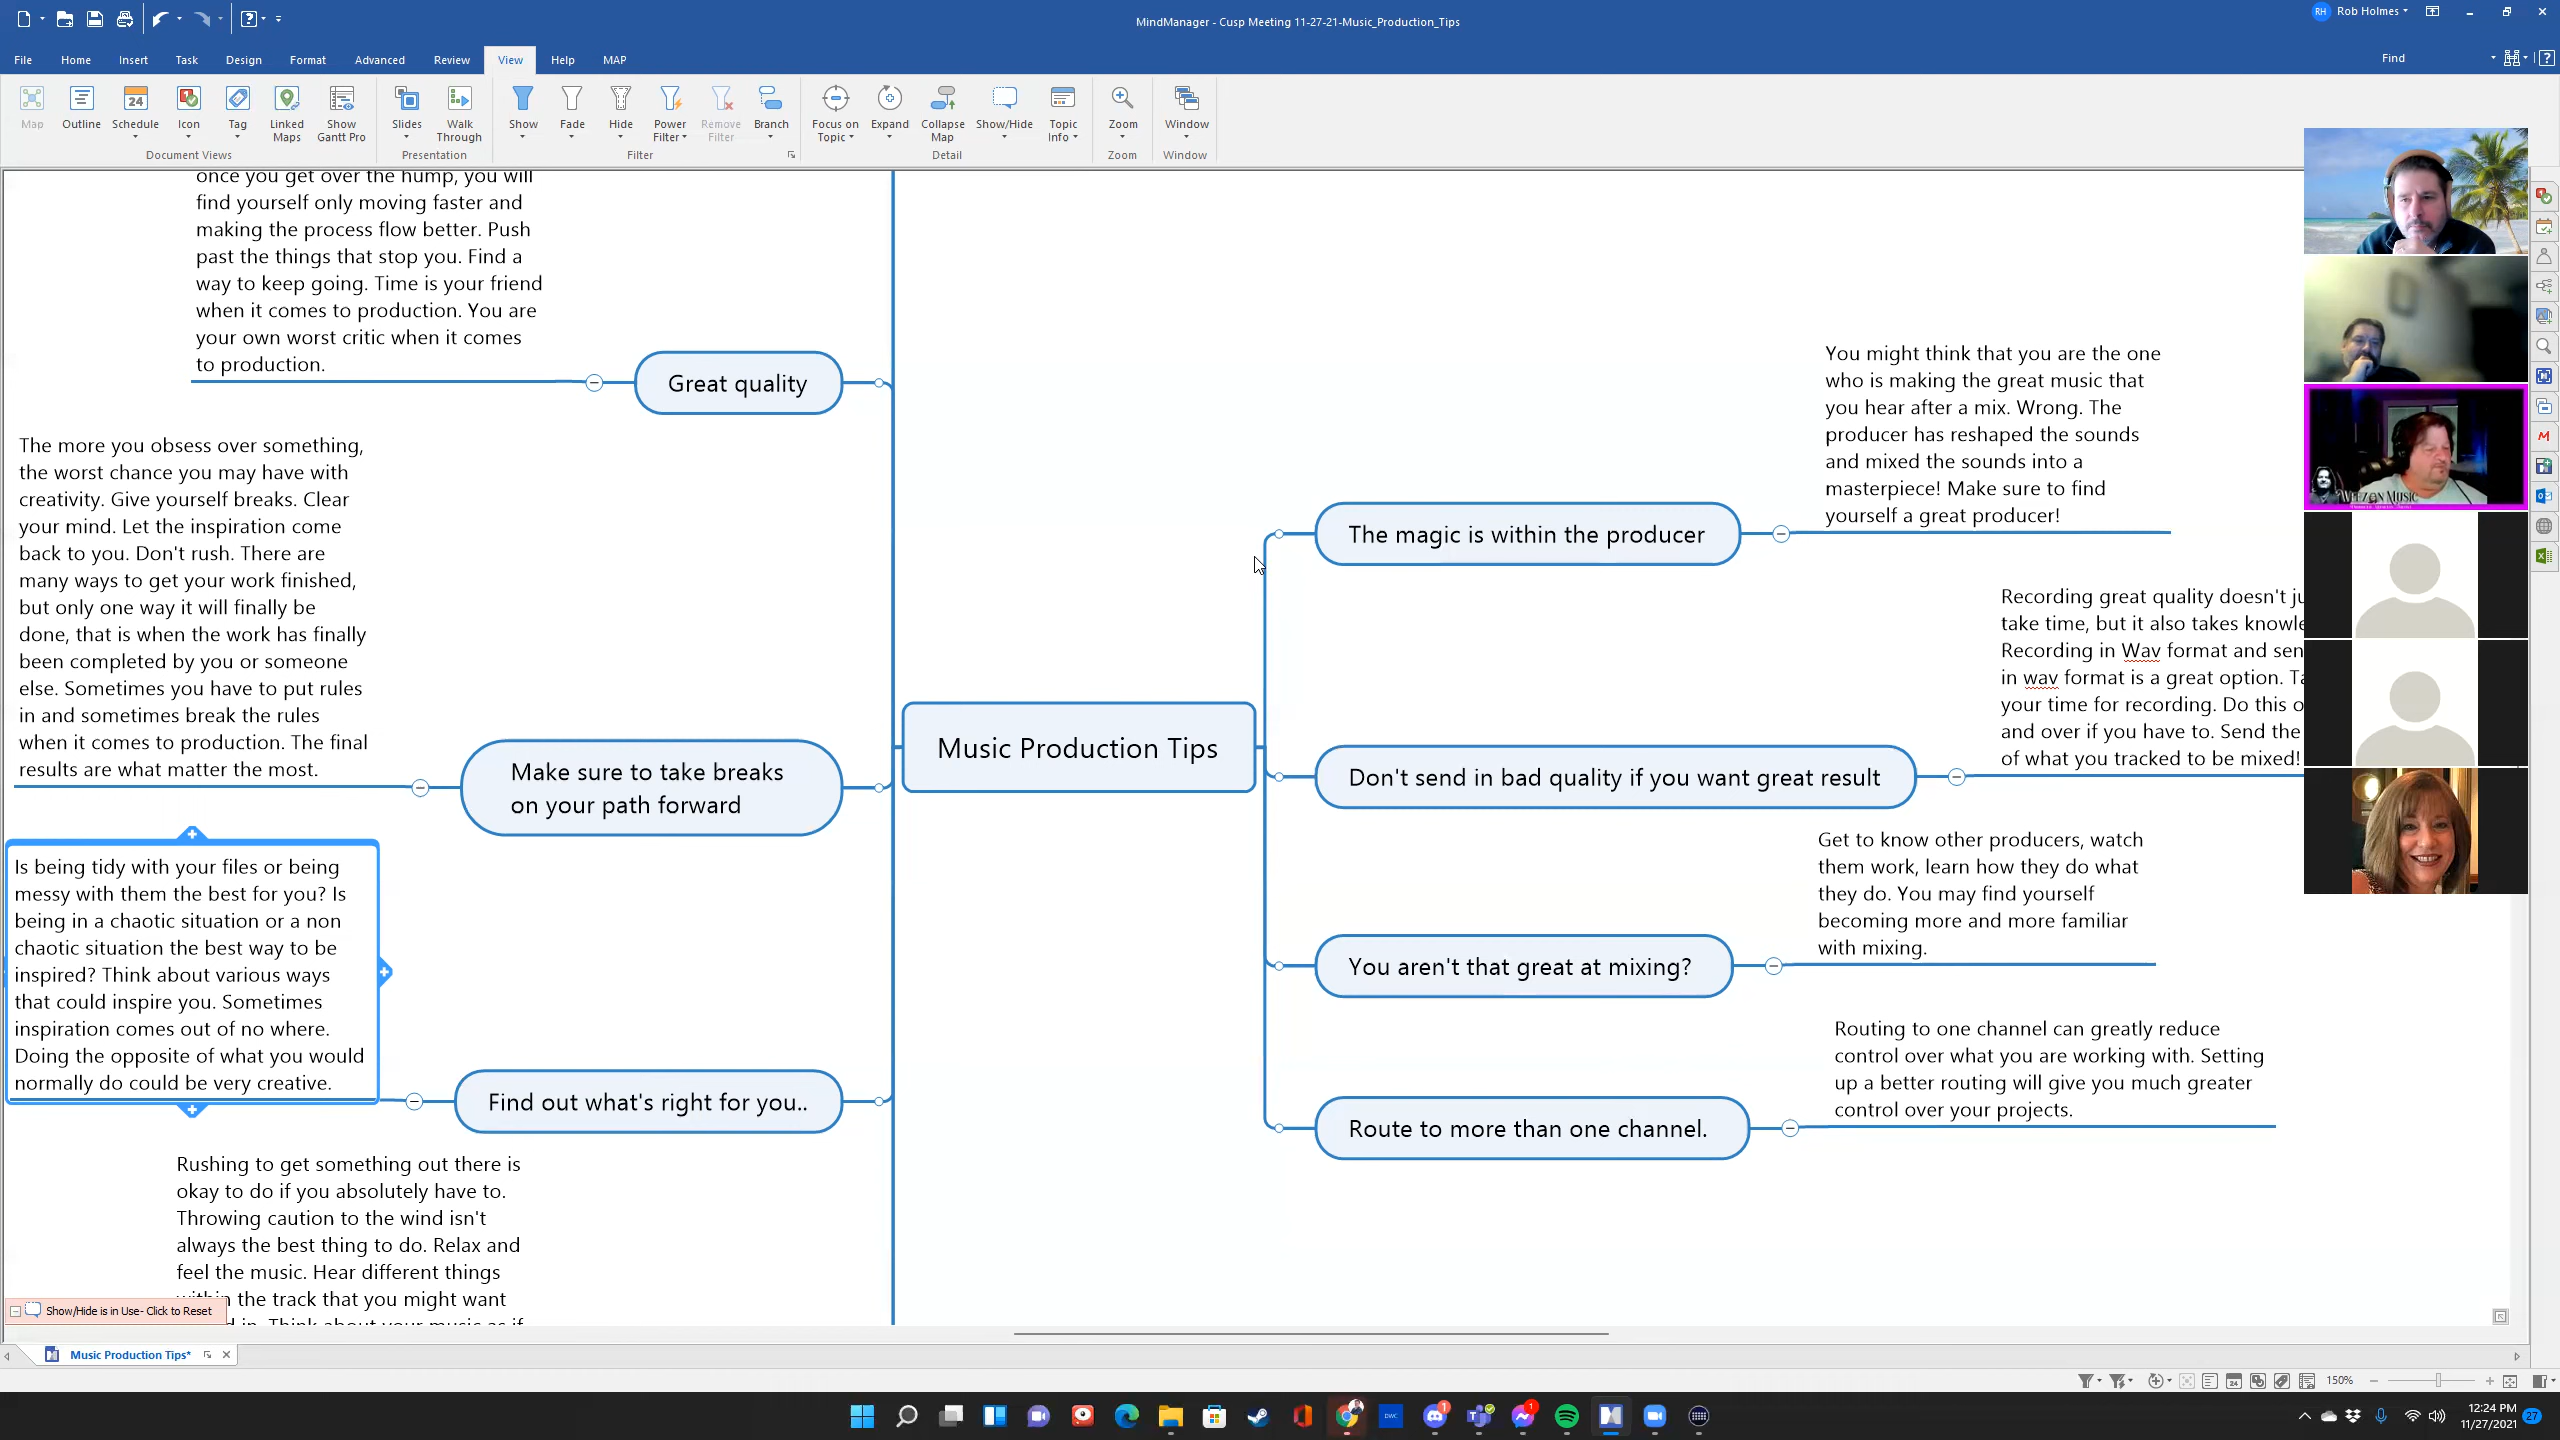 MindManager - Cusp Meeting 11-27-21-Music_Production_Tips
RH Rob Holmes
File Home Insert Task Design Format Advanced Review View Help MAP
Find
Map
Outline
24
Schedule
Icon
Tag
Linked
Maps
Show
Gantt Pro
Document Views
Slides
Walk
Through
Presentation
Show
Fade
Hide
Power
Filter
Remove
Filter
Branch
Filter
Focus on
Topic
Expand
Collapse
Map
Show/Hide
Topic
Info
Detail
Zoom
Zoom
Window
Window
once you get over the hump, you will
find yourself only moving faster and
making the process flow better. Push
past the things that stop you. Find a
way to keep going. Time is your friend
when it comes to production. You are
your own worst critic when it comes
to production.
Great quality
The more you obsess over something,
the worst chance you may have with
creativity. Give yourself breaks. Clear
your mind. Let the inspiration come
back to you. Don't rush. There are
many ways to get your work finished,
but only one way it will finally be
done, that is when the work has finally
been completed by you or someone
else. Sometimes you have to put rules
in and sometimes break the rules
when it comes to production. The final
results are what matter the most.
Make sure to take breaks
on your path forward
Is being tidy with your files or being
messy with them the best for you? Is
being in a chaotic situation or a non
chaotic situation the best way to be
inspired? Think about various ways
that could inspire you. Sometimes
inspiration comes out of no where.
Doing the opposite of what you would
normally do could be very creative.
Find out what's right for you..
Rushing to get something out there is
okay to do if you absolutely have to.
Throwing caution to the wind isn't
always the best thing to do. Relax and
feel the music. Hear different things
the track that you might want
in. Think about your music as if
Music Production Tips
The magic is within the producer
You might think that you are the one
who is making the great music that
you hear after a mix. Wrong. The
producer has reshaped the sounds
and mixed the sounds into a
masterpiece! Make sure to find
yourself a great producer!
Don't send in bad quality if you want great result
Recording great quality doesn't
take time, but it also takes
Recording in Wav format and
in wav format is a great option.
your time for recording. Do this
and over if you have to. Send the
of what you tracked to be mixed!
You aren't that great at mixing?
Get to know other producers, watch
them work, learn how they do what
they do. You may find yourself
becoming more and more familiar
with mixing.
Route to more than one channel.
Routing to one channel can greatly reduce
control over what you are working with. Setting
up a better routing will give you much greater
control over your projects.
Weezon Music
Show/Hide is in Use- Click to Reset
Music Production Tips*
150%
DWC
1
1
12:24 PM
11/27/2021
27